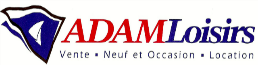 ADAMLoisirs
Vente • Neuf et Occasion • Location